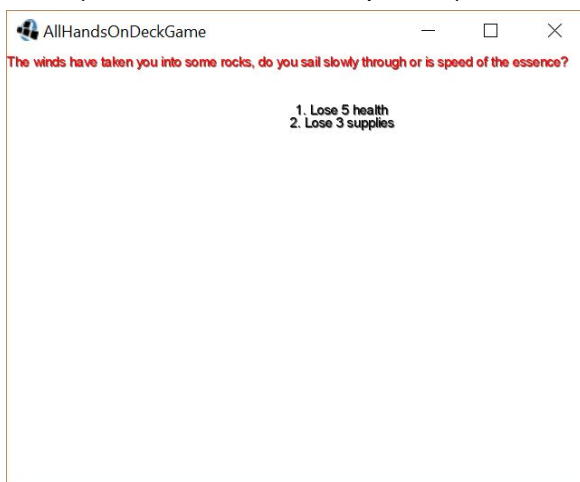 AllHandsOnDeckGame
The winds have taken you into some rocks, do you sail slowly through or is speed of the essence?
1. Lose 5 health
2. Lose 3 supplies